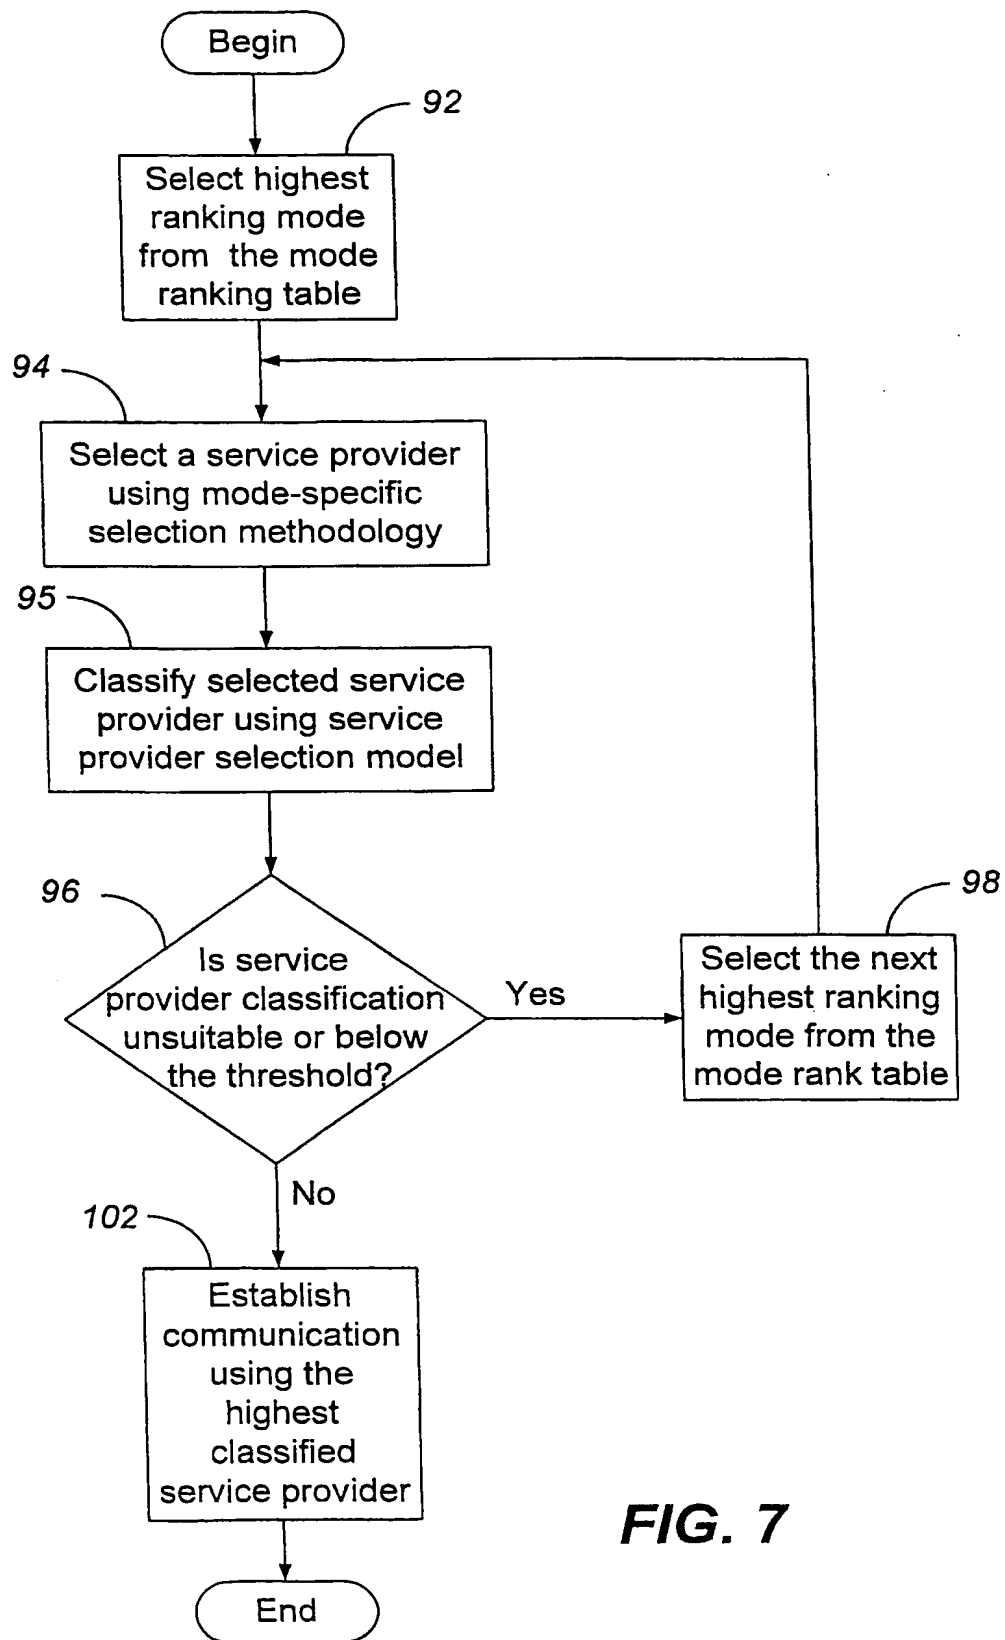 Begin
92
Select highest
ranking mode
from the mode
ranking table
94
Select a service provider
using mode-specific
selection methodology
95
Classify selected service
provider using service
provider selection model
96
Is service
provider classification
unsuitable or below
the threshold?
Yes
98
Select the next
highest ranking
mode from the
mode rank table
No
102
Establish
communication
using the
highest
classified
service provider
End
FIG. 7